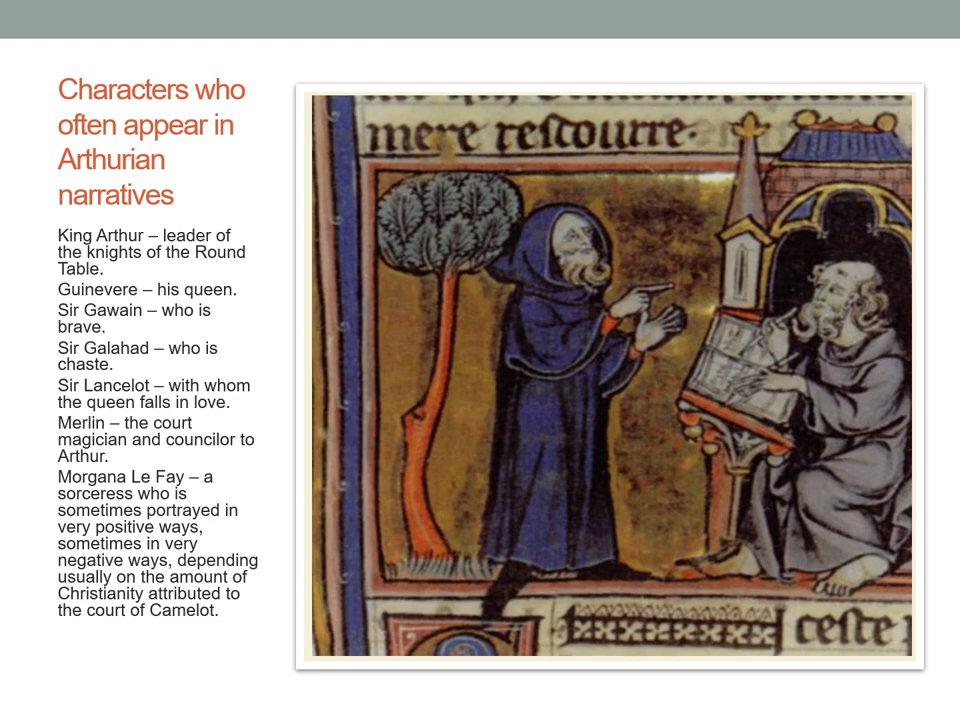 Characters who
often appear in
Arthurian
narratives
King Arthur – leader of
the knights of the Round
Table.
Guinevere – his queen.
Sir Gawain – who is
brave.
Sir Galahad – who is
chaste.
Sir Lancelot – with whom
the queen falls in love.
Merlin – the court
magician and councilor to
Arthur.
Morgana Le Fay – a
sorceress who is
sometimes portrayed in
very positive ways,
sometimes in very
negative ways, depending
usually on the amount of
Christianity attributed to
the court of Camelot.
mere reſcourre·
ceſte